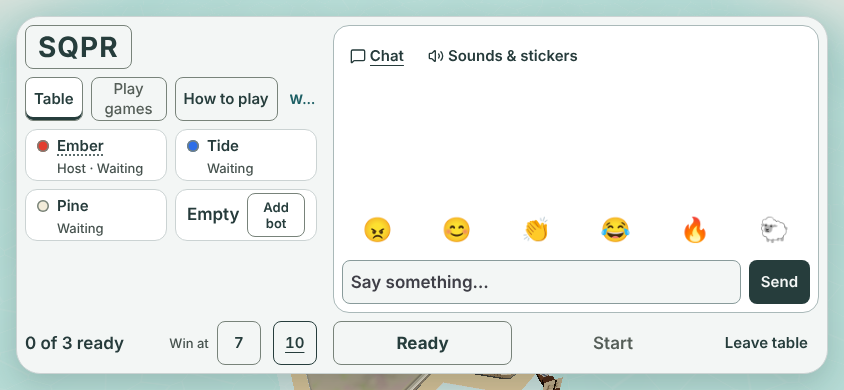 SQPR
Table
Play
games
How to play
W...
Ember
Host · Waiting
Tide
Waiting
Pine
Waiting
Empty
Add
bot
0 of 3 ready
Win at
7
10
Chat
Sounds & stickers
Say something...
Send
Ready
Start
Leave table